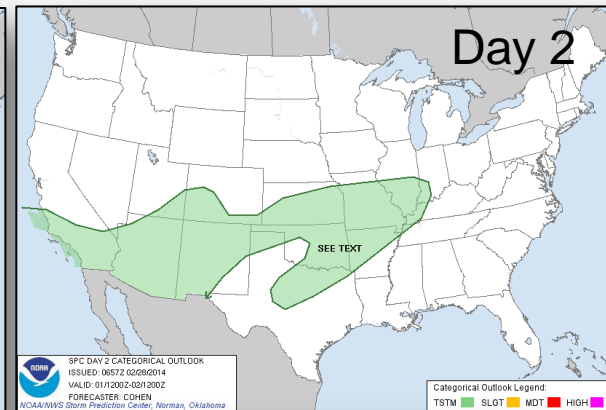 Day 2
SEE TEXT
NOAA
SPC DAY 2 CATEGORICAL OUTLOOK
ISSUED: 0657Z 02/28/2014
VALID: 01/1200Z-02/1200Z
FORECASTER: COHEN
NOAA/NWS Storm Prediction Center, Norman, Oklahoma
Categorical Outlook Legend:
TSTM SLGT MDT HIGH